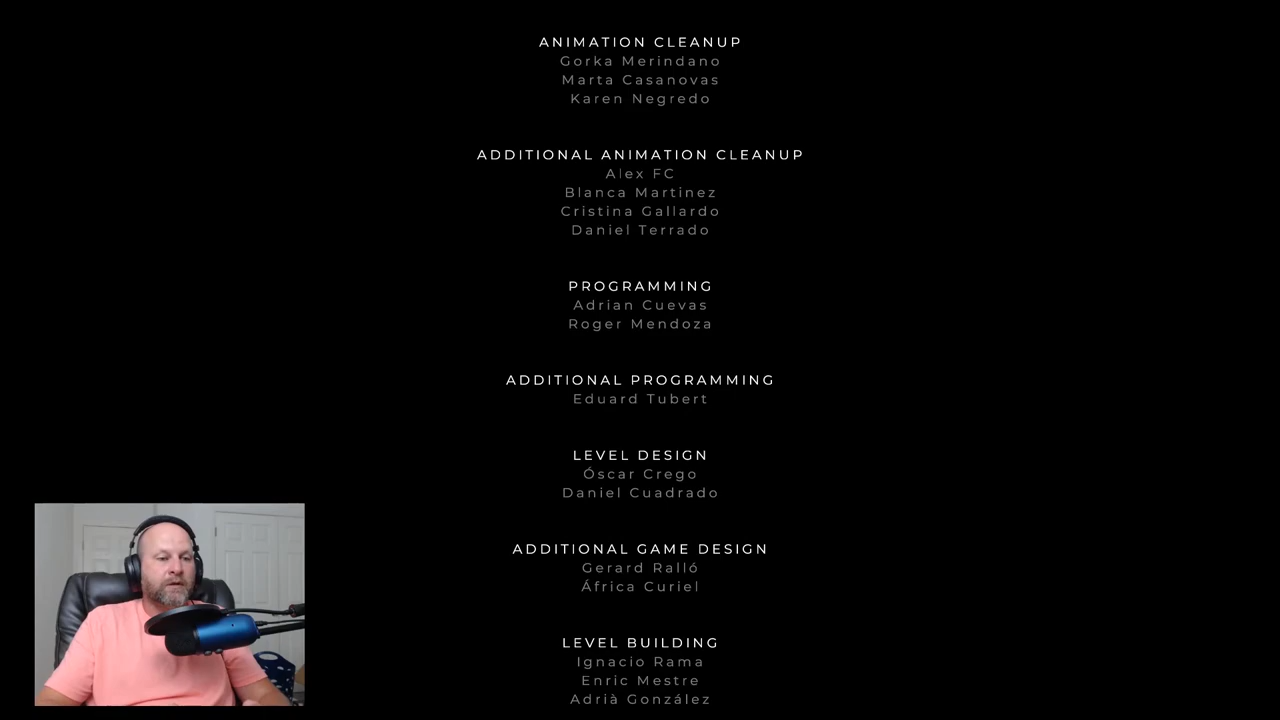 ANIMATION CLEANUP
Gorka Merindano
Marta Casanovas
Karen Negredo
ADDITIONAL ANIMATION CLEANUP
Alex FC
Blanca Martinez
Cristina Gallardo
Daniel Terrado
PROGRAMMING
Adrian Cuevas
Roger Mendoza
ADDITIONAL PROGRAMMING
Eduard Tubert
LEVEL DESIGN
Óscar Crego
Daniel Cuadrado
ADDITIONAL GAME DESIGN
Gerard Ralló
África Curiel
LEVEL BUILDING
Ignacio Rama
Enric Mestre
Adrià González